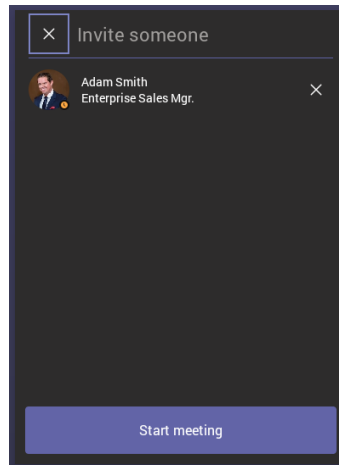 Invite someone
Adam Smith
Enterprise Sales Mgr.
Start meeting